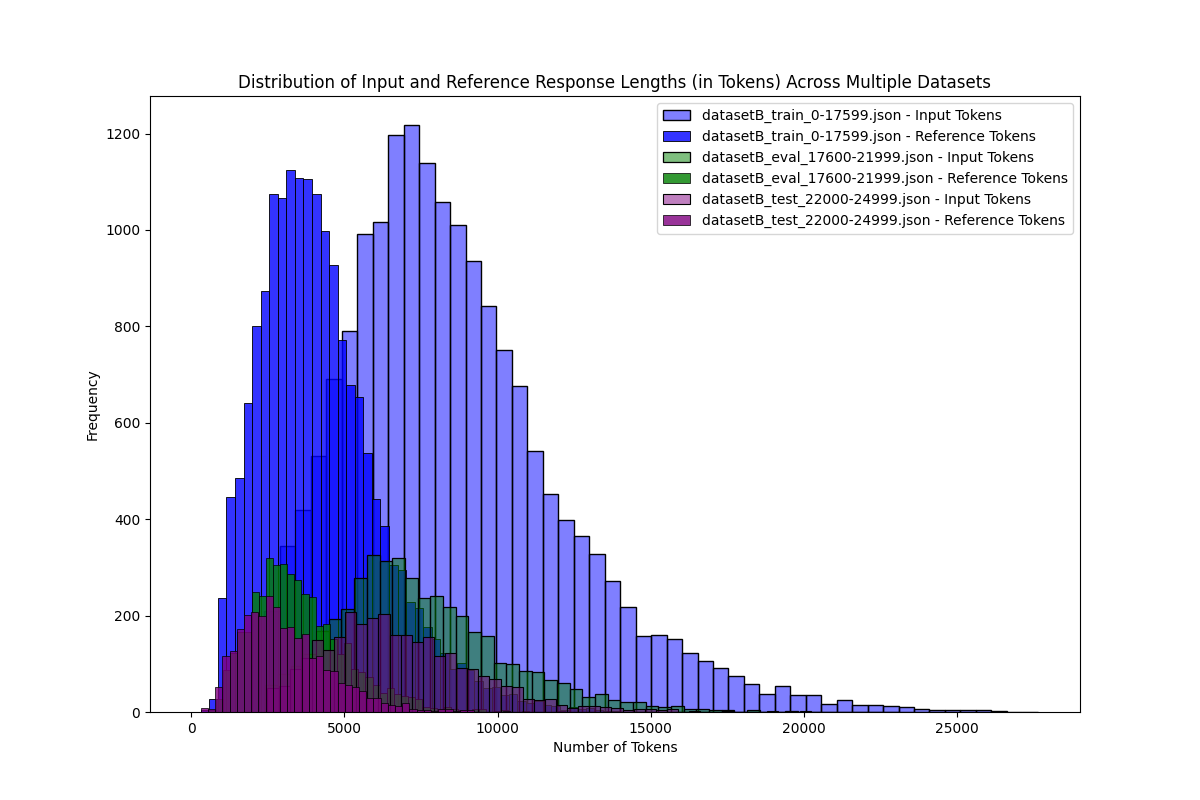 Distribution of Input and Reference Response Lengths (in Tokens) Across Multiple Datasets
datasetB_train_0-17599.json - Input Tokens
datasetB_train_0-17599.json - Reference Tokens
datasetB_eval_17600-21999.json - Input Tokens
datasetB_eval_17600-21999.json - Reference Tokens
datasetB_test_22000-24999.json - Input Tokens
datasetB_test_22000-24999.json - Reference Tokens
1200
1000
800
600
400
200
0
Frequency
0 5000 10000 15000 20000 25000
Number of Tokens